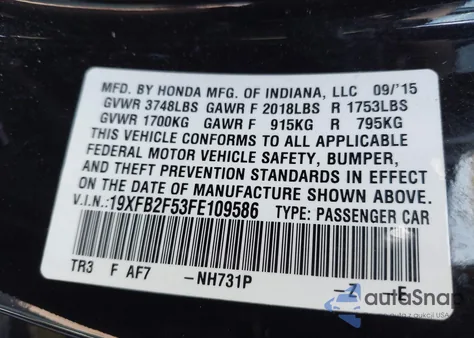 MFD. BY HONDA MFG. OF INDIANA, LLC 09/'15
GVWR 3748LBS GAWR F 2018LBS R 1753LBS
GVWR 1700KG GAWR F 915KG R 795KG
THIS VEHICLE CONFORMS TO ALL APPLICABLE
FEDERAL MOTOR VEHICLE SAFETY, BUMPER,
AND THEFT PREVENTION STANDARDS IN EFFECT
ON THE DATE OF MANUFACTURE SHOWN ABOVE.
V.I.N.:19XFB2F53FE109586 TYPE: PASSENGER CAR
TR3 F AF7 -NH731P -Z E
autaSnap